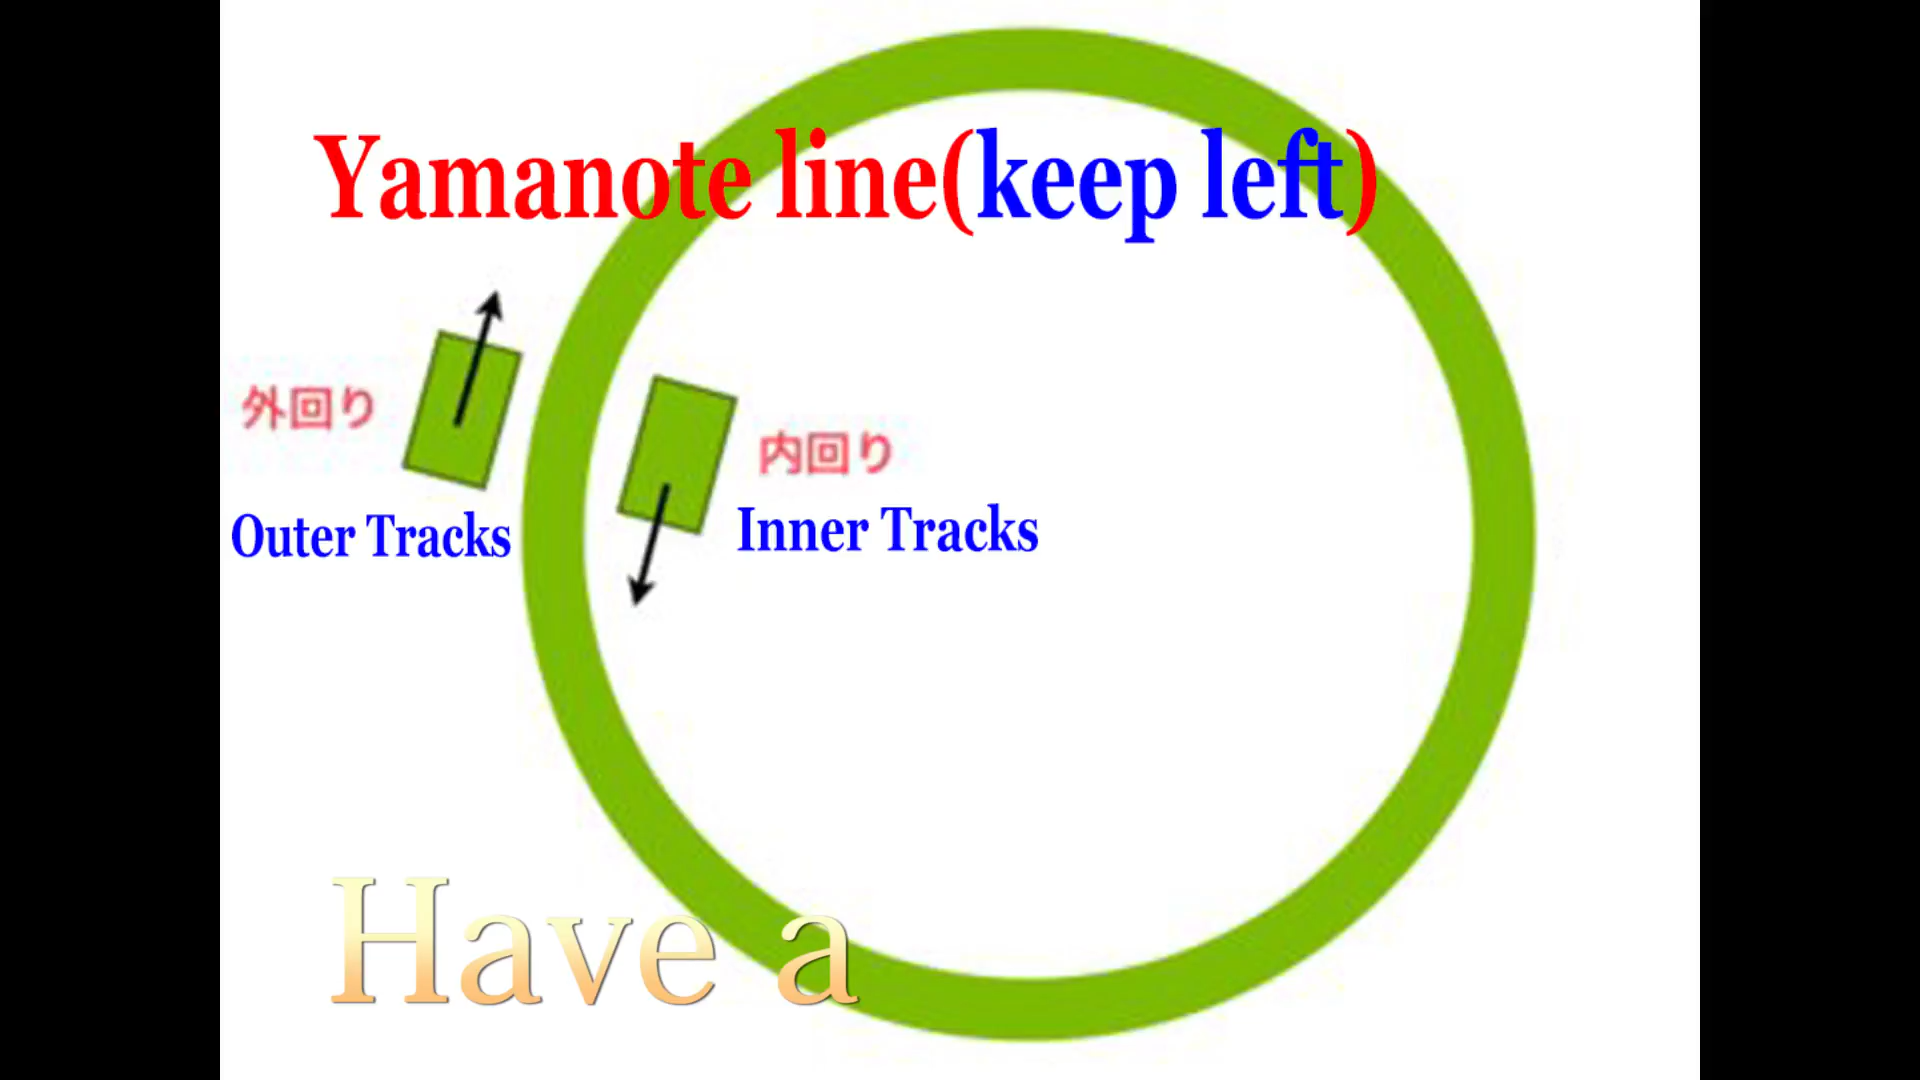 Yamanote line(keep left)
外回り
内回り
Outer Tracks
Inner Tracks
Have a